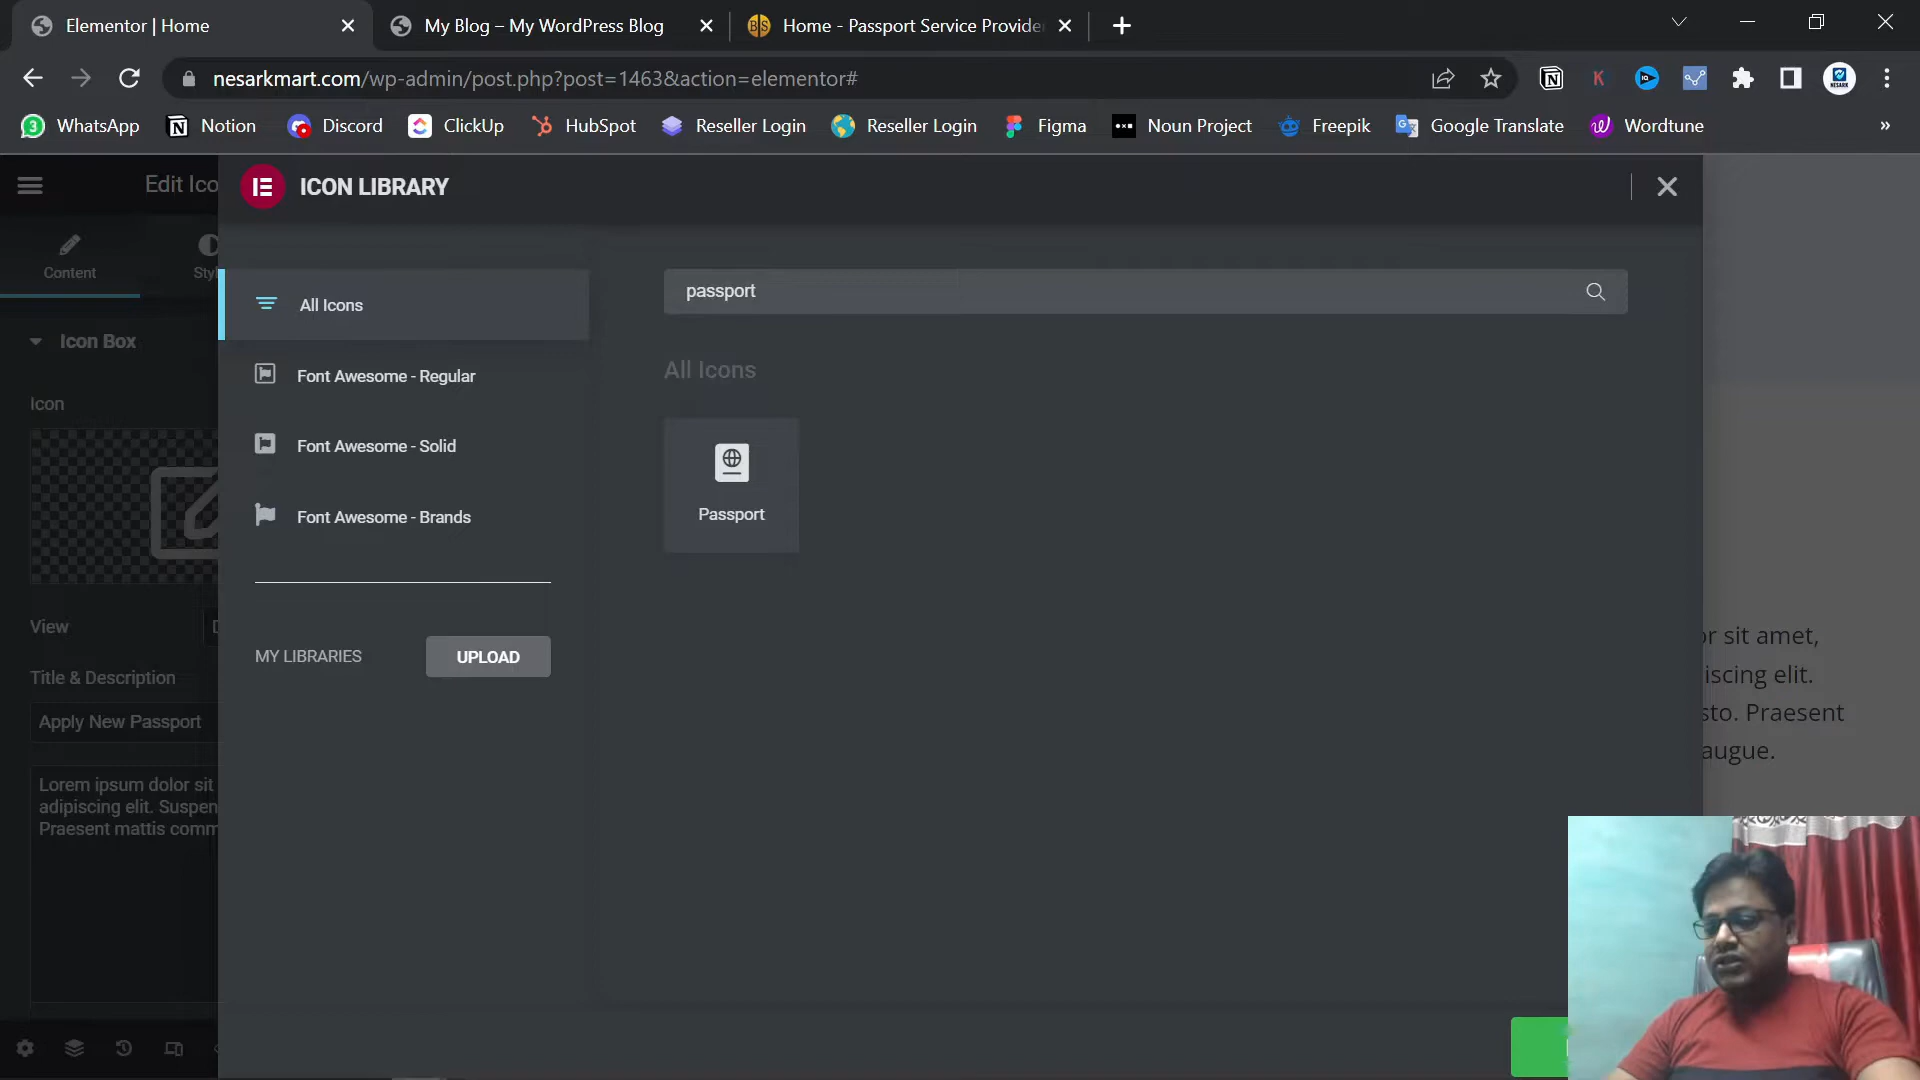 Elementor | Home
My Blog – My WordPress Blog
Home - Passport Service Provide
nesarkmart.com/wp-admin/post.php?post=1463&action=elementor#
WhatsApp
Notion
Discord
ClickUp
HubSpot
Reseller Login
Reseller Login
Figma
Noun Project
Freepik
Google Translate
Wordtune
Edit Ico
ICON LIBRARY
Content
Sty
All Icons
passport
Icon Box
Font Awesome - Regular
All Icons
Icon
Font Awesome - Solid
Passport
Font Awesome - Brands
View
D
MY LIBRARIES
UPLOAD
Title & Description
Apply New Passport
Lorem ipsum dolor sit
adipiscing elit. Suspen
Praesent mattis comm
or sit amet,
iscing elit.
sto. Praesent
augue.